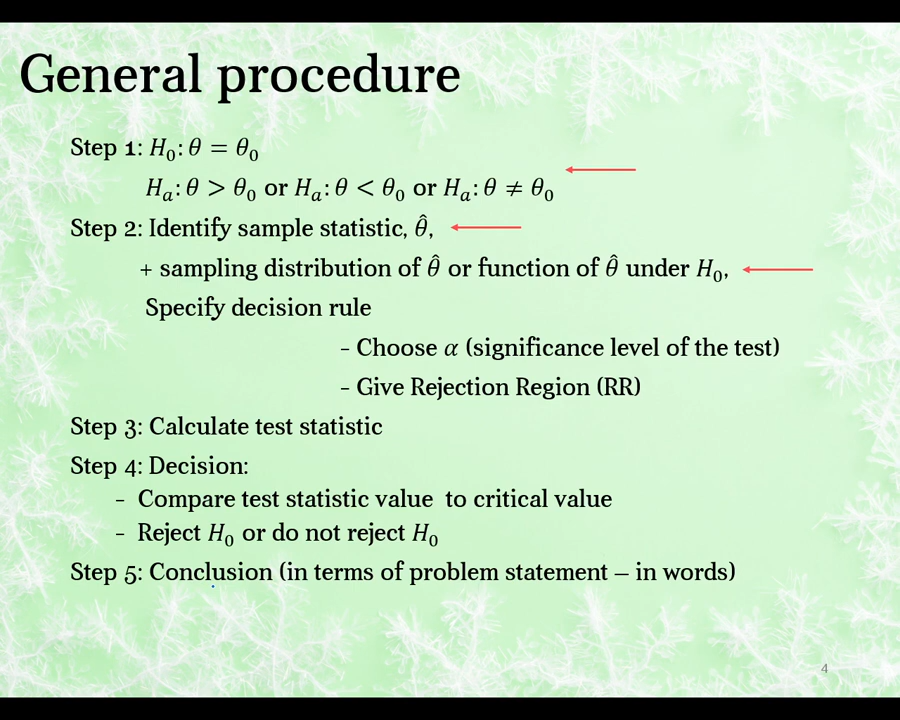 General procedure
Step 1: H₀: θ = θ₀
Hₐ: θ > θ₀ or Hₐ: θ < θ₀ or Hₐ: θ ≠ θ₀
Step 2: Identify sample statistic, θ̂,
+ sampling distribution of θ̂ or function of θ̂ under H₀,
Specify decision rule
– Choose α (significance level of the test)
– Give Rejection Region (RR)
Step 3: Calculate test statistic
Step 4: Decision:
– Compare test statistic value to critical value
– Reject H₀ or do not reject H₀
Step 5: Conclusion (in terms of problem statement – in words)
4